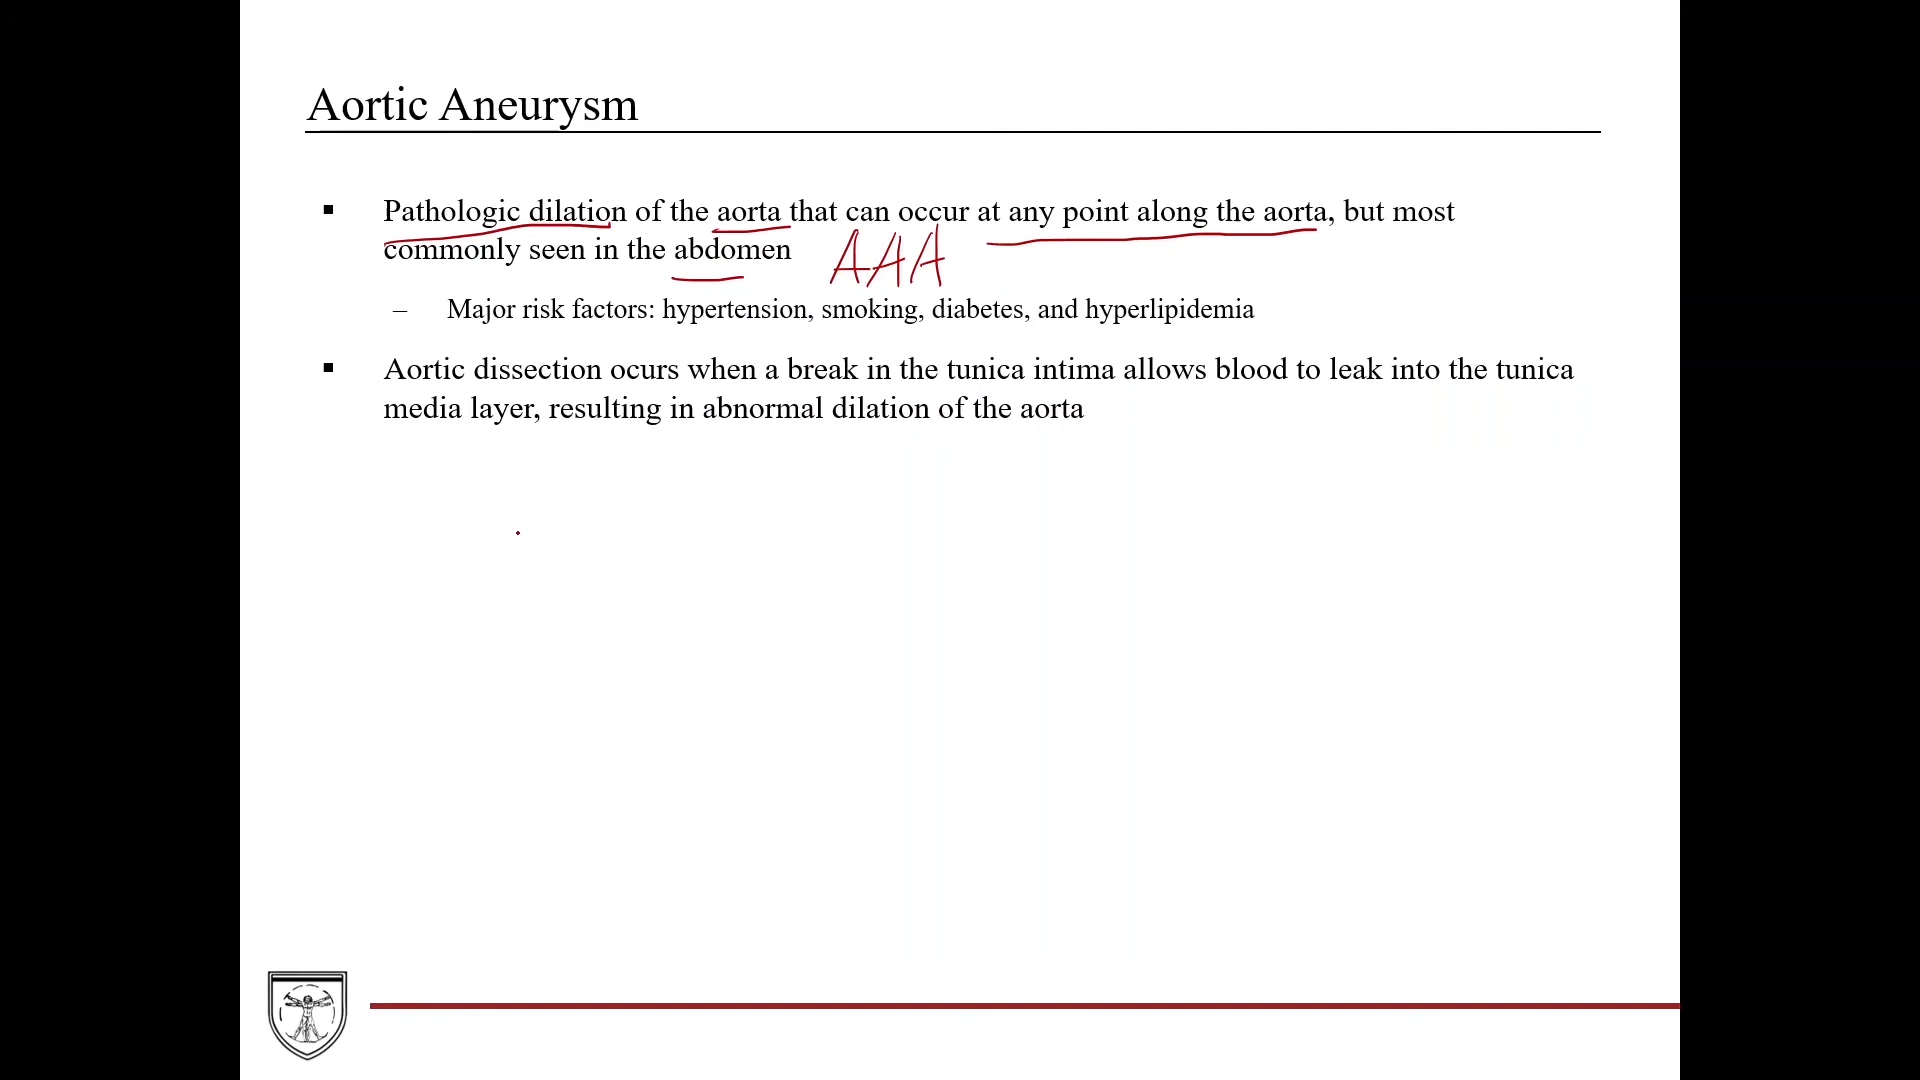 Aortic Aneurysm
▪ Pathologic dilation of the aorta that can occur at any point along the aorta, but most
commonly seen in the abdomen AAA
– Major risk factors: hypertension, smoking, diabetes, and hyperlipidemia
▪ Aortic dissection ocurs when a break in the tunica intima allows blood to leak into the tunica
media layer, resulting in abnormal dilation of the aorta